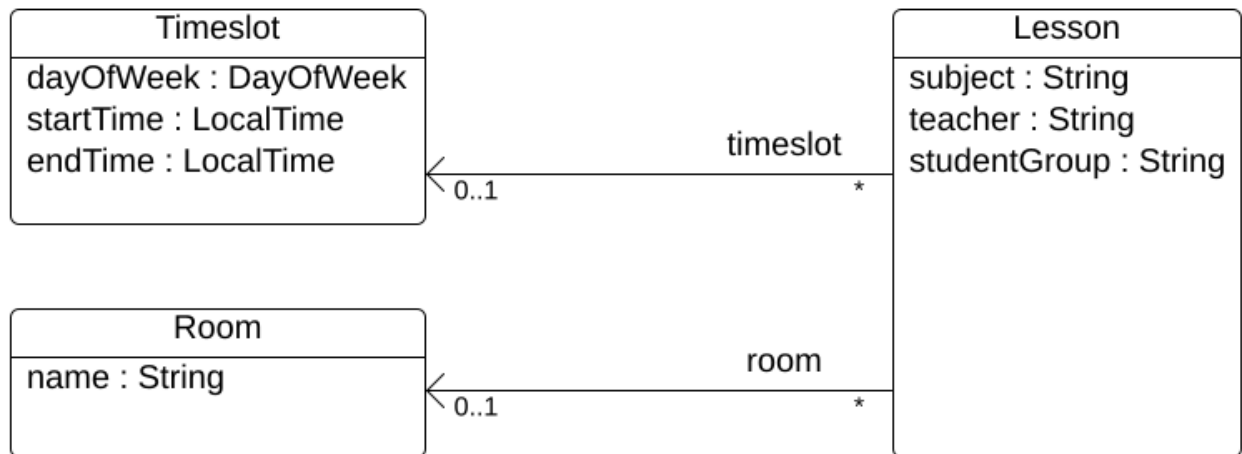 Timeslot
dayOfWeek : DayOfWeek
startTime : LocalTime
endTime : LocalTime
timeslot
0..1
*
Lesson
subject : String
teacher : String
studentGroup : String
Room
name : String
room
0..1
*